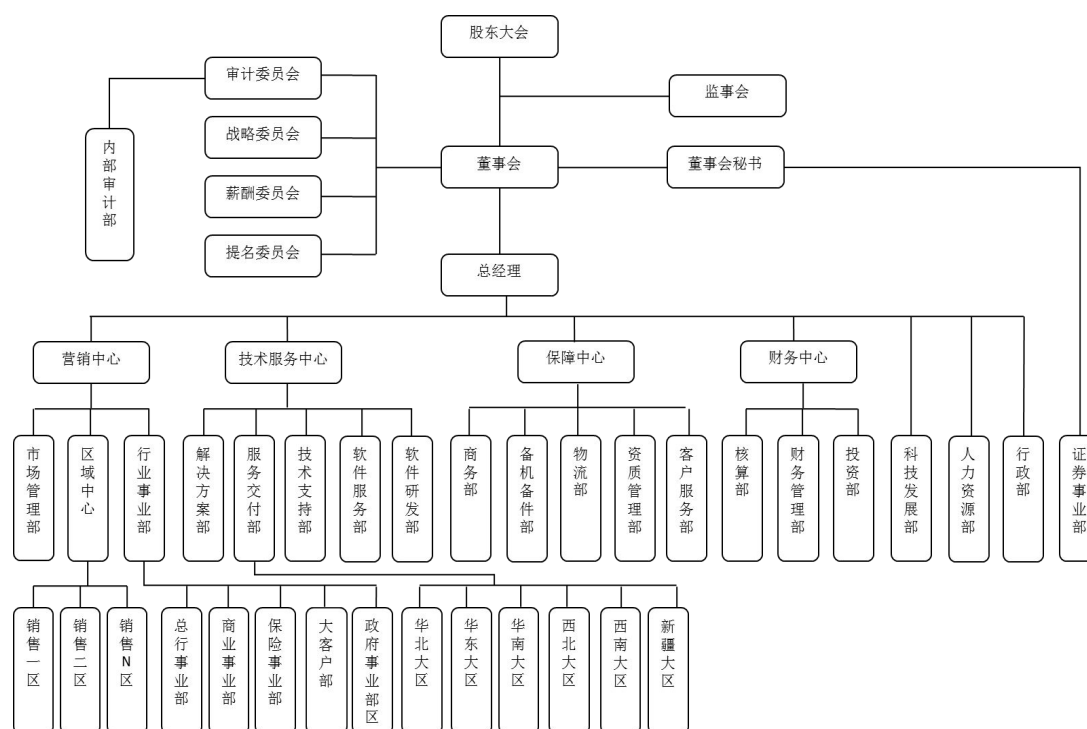 股东大会
审计委员会
监事会
战略委员会
内部审计部
董事会
董事会秘书
薪酬委员会
提名委员会
总经理
营销中心
技术服务中心
保障中心
财务中心
市场管理部
区域中心
行业事业部
解决方案部
服务交付部
技术支持部
软件服务部
软件研发部
商务部
备机备件部
物流部
资质管理部
客户服务部
核算部
财务管理部
投资部
科技发展部
人力资源部
行政部
证券事业部
销售一区
销售二区
销售N区
总行事业部
商业事业部
保险事业部
大客户部
政府事业部区
华北大区
华东大区
华南大区
西北大区
西南大区
新疆大区